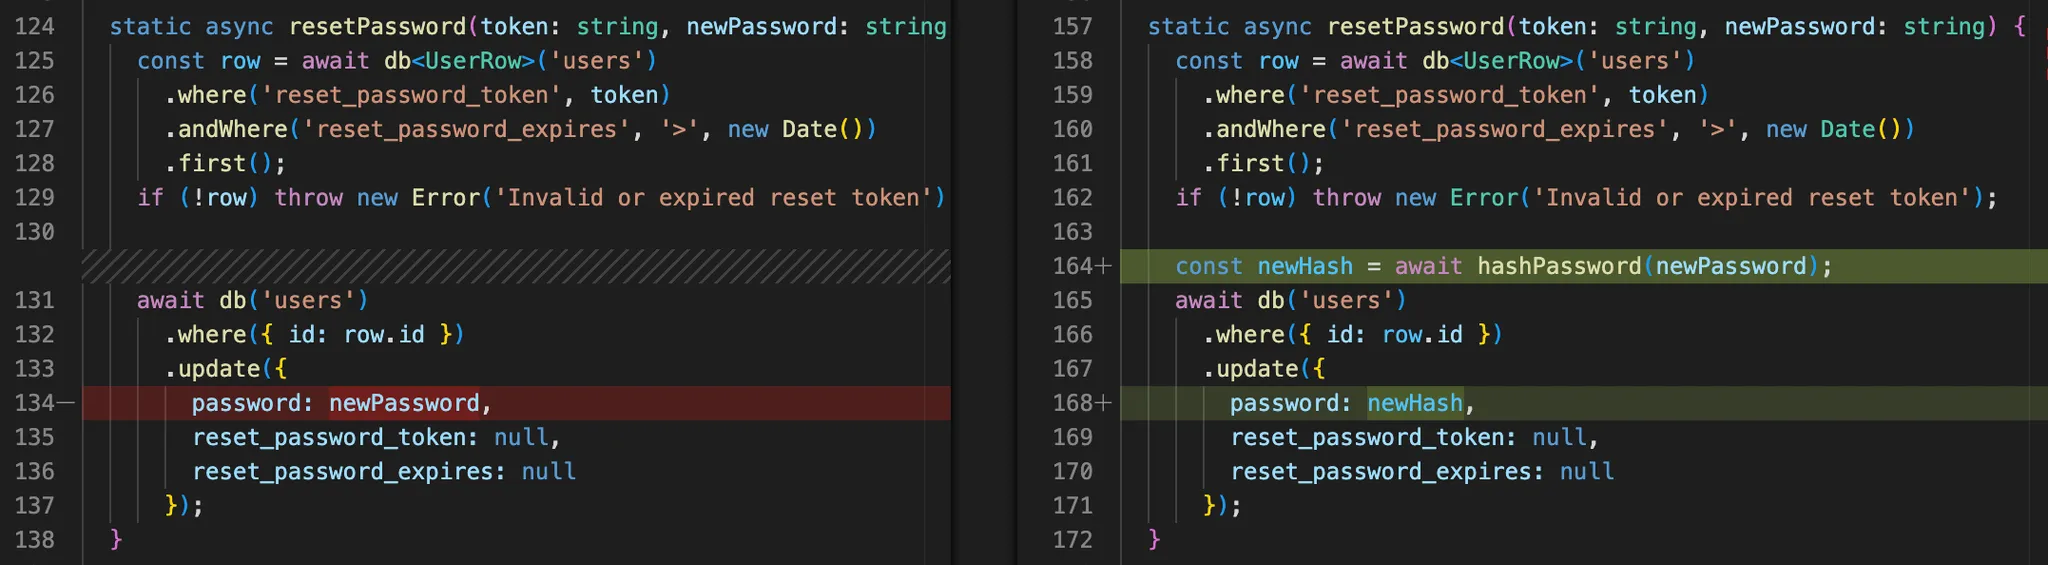 124 static async resetPassword(token: string, newPassword: string
125 const row = await db<UserRow>('users')
126 .where('reset_password_token', token)
127 .andWhere('reset_password_expires', '>', new Date())
128 .first();
129 if (!row) throw new Error('Invalid or expired reset token')
130
131 await db('users')
132 .where({ id: row.id })
133 .update({
134— password: newPassword,
135 reset_password_token: null,
136 reset_password_expires: null
137 });
138 }
157 static async resetPassword(token: string, newPassword: string) {
158 const row = await db<UserRow>('users')
159 .where('reset_password_token', token)
160 .andWhere('reset_password_expires', '>', new Date())
161 .first();
162 if (!row) throw new Error('Invalid or expired reset token');
163
164+ const newHash = await hashPassword(newPassword);
165 await db('users')
166 .where({ id: row.id })
167 .update({
168+ password: newHash,
169 reset_password_token: null,
170 reset_password_expires: null
171 });
172 }